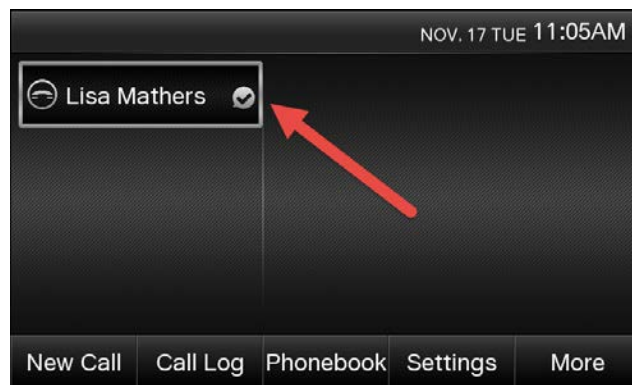 NOV. 17 TUE 11:05AM
Lisa Mathers
New Call Call Log Phonebook Settings More